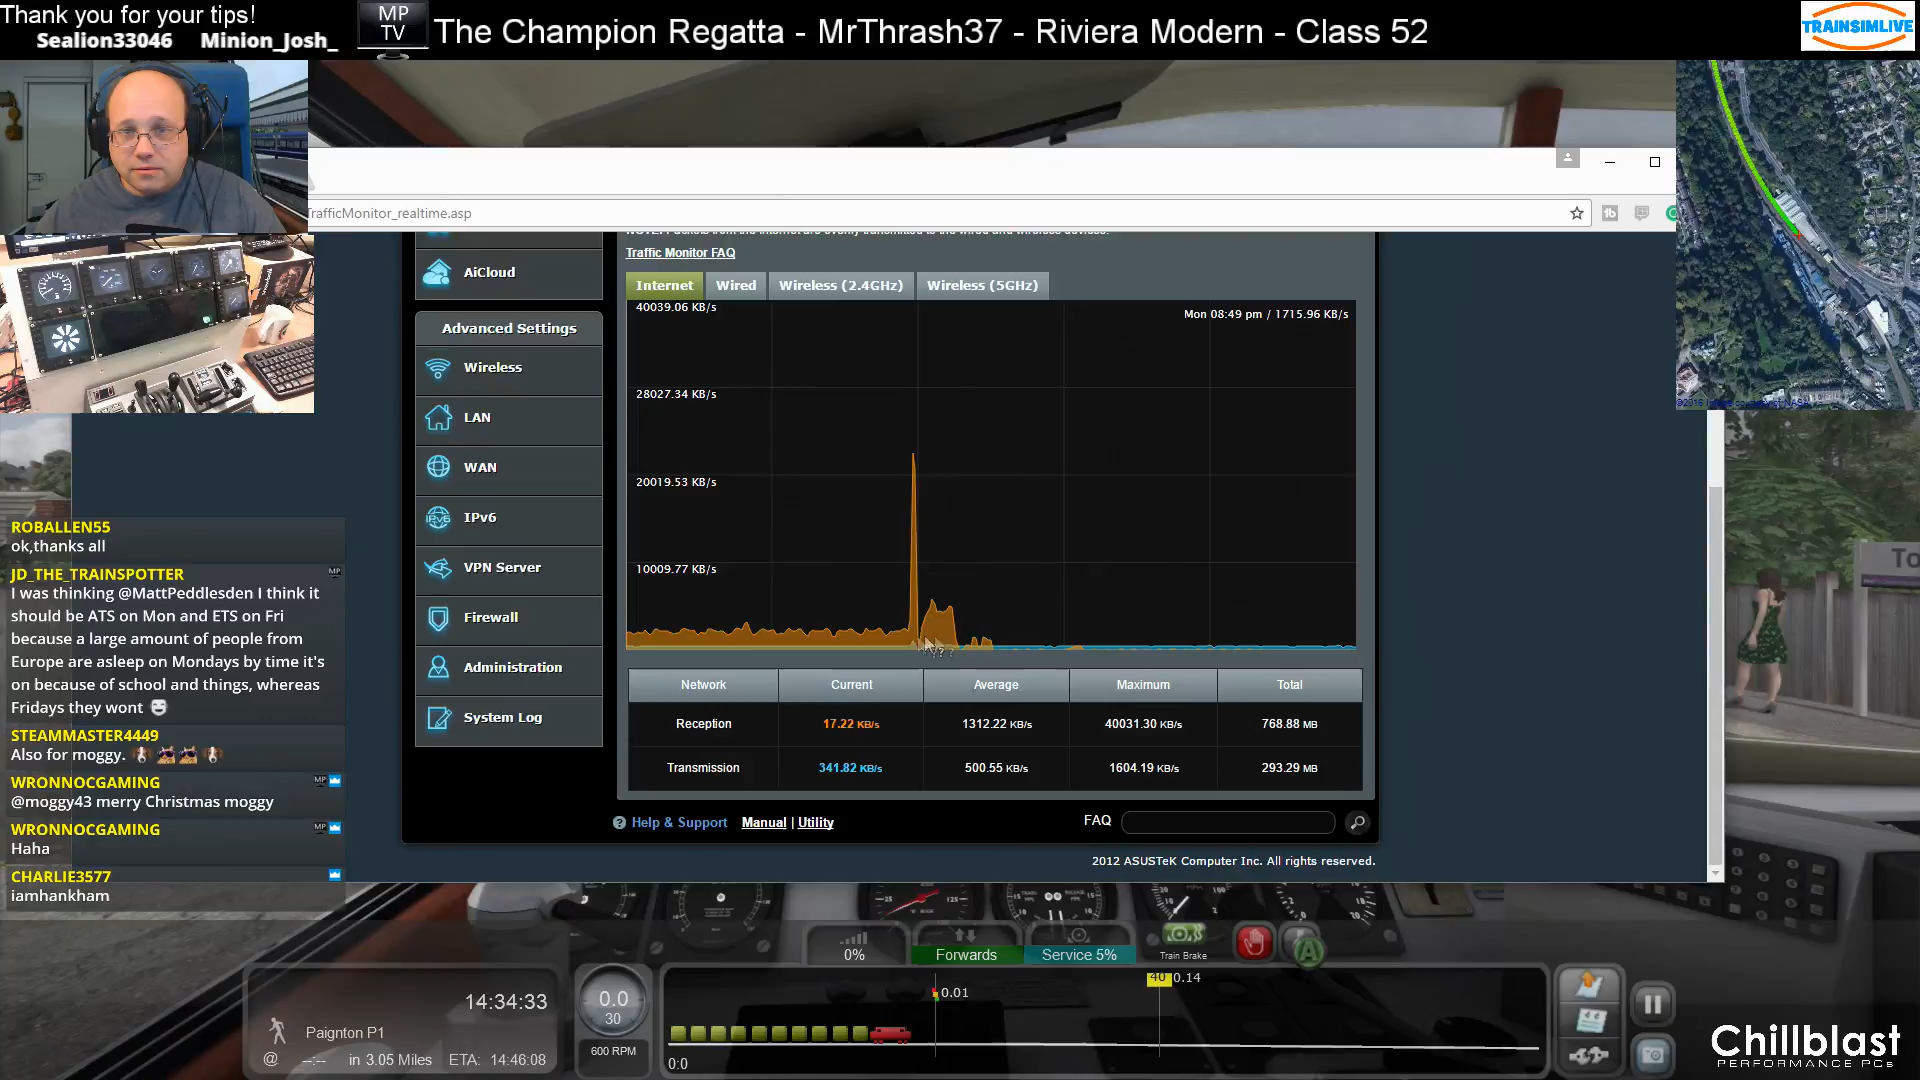 Thank you for your tips!
Sealion33046 Minion_Josh_
MP
TV
The Champion Regatta - MrThrash37 - Riviera Modern - Class 52
TRAINSIMLIVE
TrafficMonitor_realtime.asp
Traffic Monitor FAQ
AiCloud
Internet Wired Wireless (2.4GHz) Wireless (5GHz)
40039.06 KB/s
Mon 08:49 pm / 1715.96 KB/s
28027.34 KB/s
20019.53 KB/s
10009.77 KB/s
Advanced Settings
Wireless
LAN
WAN
IPv6
VPN Server
Firewall
Administration
System Log
Network Current Average Maximum Total
Reception 17.22 KB/s 1312.22 KB/s 40031.30 KB/s 768.88 MB
Transmission 341.82 KB/s 500.55 KB/s 1604.19 KB/s 293.29 MB
Help & Support Manual | Utility
FAQ
2012 ASUSTeK Computer Inc. All rights reserved.
ROBALLEN55
ok,thanks all
JD_THE_TRAINSPOTTER
I was thinking @MattPeddlesden I think it
should be ATS on Mon and ETS on Fri
because a large amount of people from
Europe are asleep on Mondays by time it's
on because of school and things, whereas
Fridays they wont
STEAMMASTER4449
Also for moggy.
WRONNOCGAMING
@moggy43 merry Christmas moggy
WRONNOCGAMING
Haha
CHARLIE3577
iamhankham
To
0% Forwards Service 5% Train Brake
A
14:34:33
Paignton P1
@ --:-- in 3.05 Miles ETA: 14:46:08
0.0
30
600 RPM
0.01
40 0.14
0:0
Chillblast
PERFORMANCE PCs